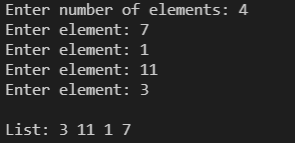 Enter number of elements: 4
Enter element: 7
Enter element: 1
Enter element: 11
Enter element: 3
List: 3 11 1 7